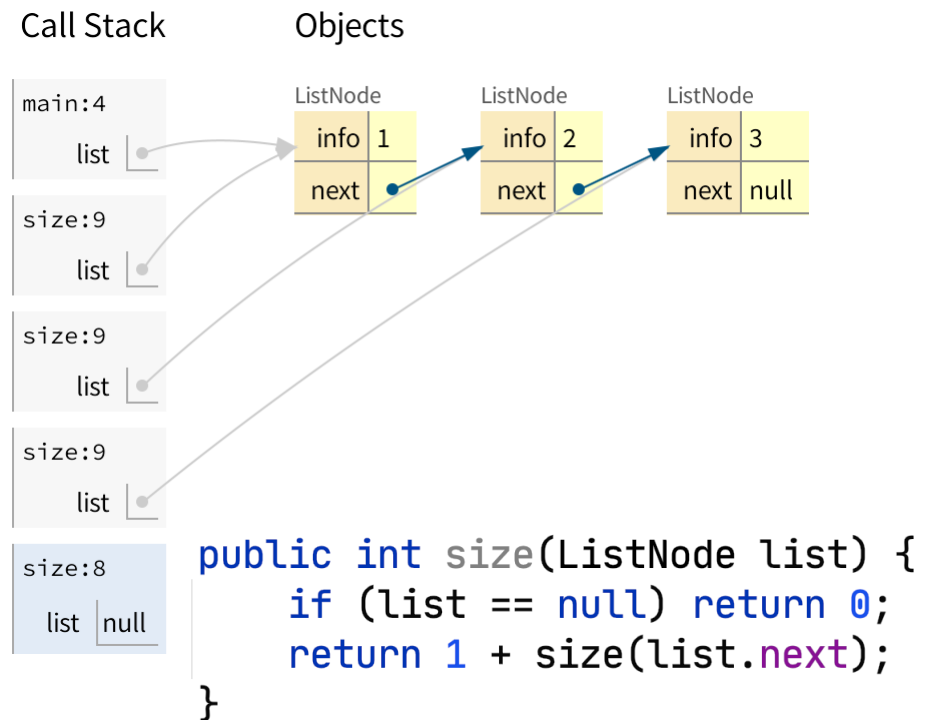 Call Stack
Objects
main:4
list
size:9
list
size:9
list
size:9
list
size:8
list null
ListNode
info 1
next
ListNode
info 2
next
ListNode
info 3
next null
public int size(ListNode list) {
    if (list == null) return 0;
    return 1 + size(list.next);
}